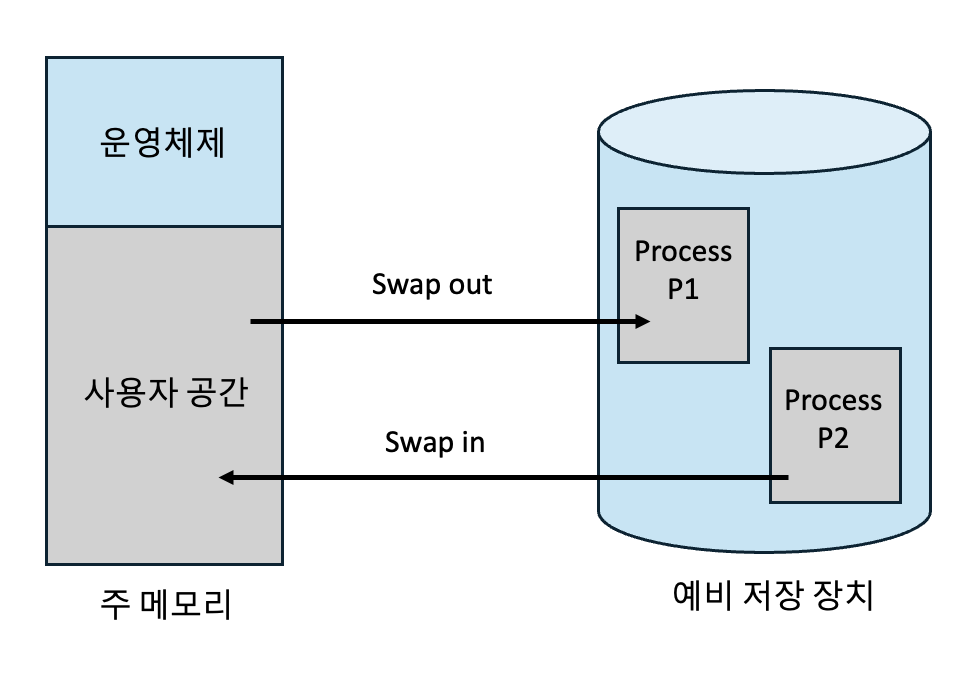 운영체제
사용자 공간
주 메모리
Swap out
Swap in
Process
P1
Process
P2
예비 저장 장치